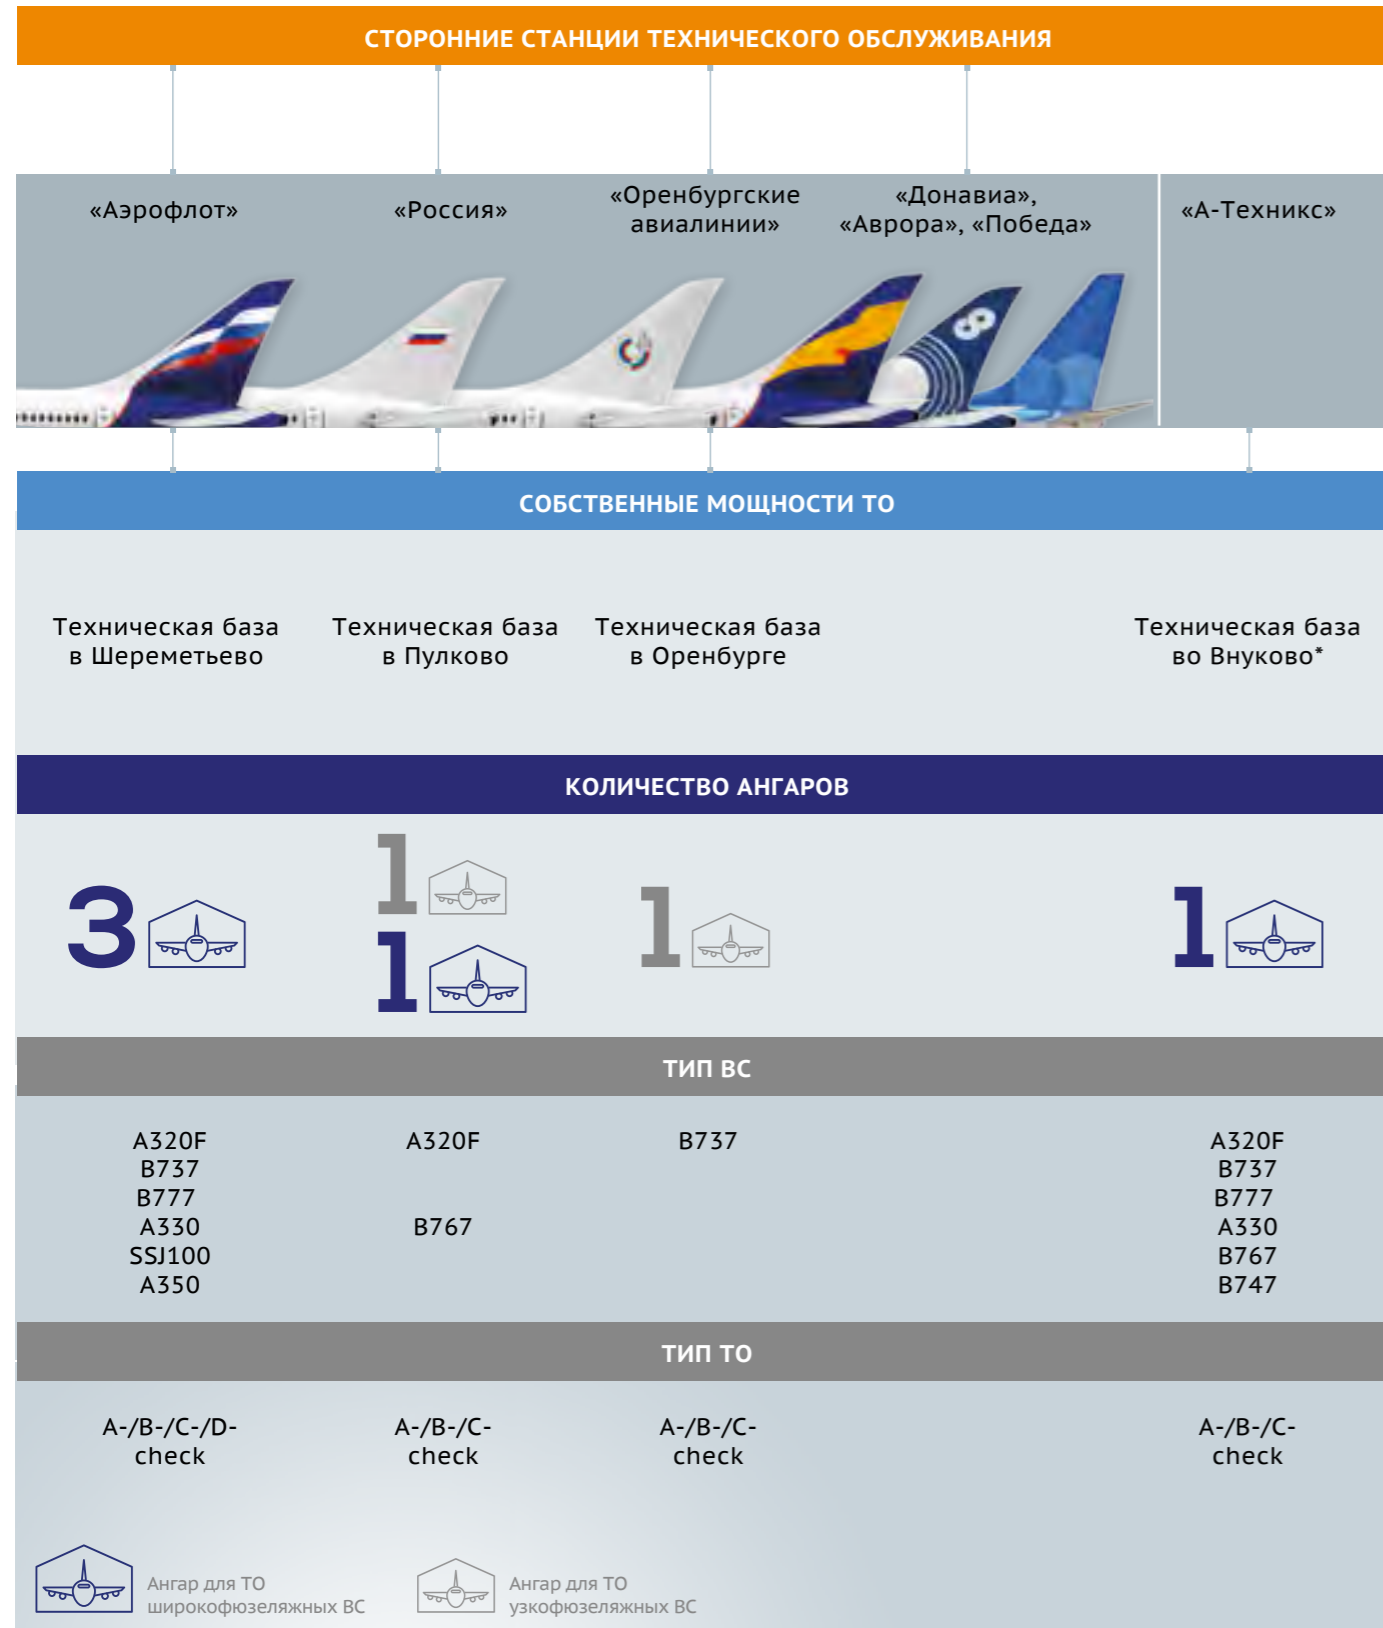 СТОРОННИЕ СТАНЦИИ ТЕХНИЧЕСКОГО ОБСЛУЖИВАНИЯ
«Аэрофлот»
«Россия»
«Оренбургские
авиалинии»
«Донавиа»,
«Аврора», «Победа»
«А-Техникс»
СОБСТВЕННЫЕ МОЩНОСТИ ТО
Техническая база
в Шереметьево
Техническая база
в Пулково
Техническая база
в Оренбурге
Техническая база
во Внуково*
КОЛИЧЕСТВО АНГАРОВ
3
1
1
1
1
ТИП ВС
A320F
B737
B777
A330
SSJ100
A350
A320F
B767
B737
A320F
B737
B777
A330
B767
B747
ТИП ТО
A-/B-/C-/D-
check
A-/B-/C-
check
A-/B-/C-
check
A-/B-/C-
check
Ангар для ТО
широкофюзеляжных ВС
Ангар для ТО
узкофюзеляжных ВС